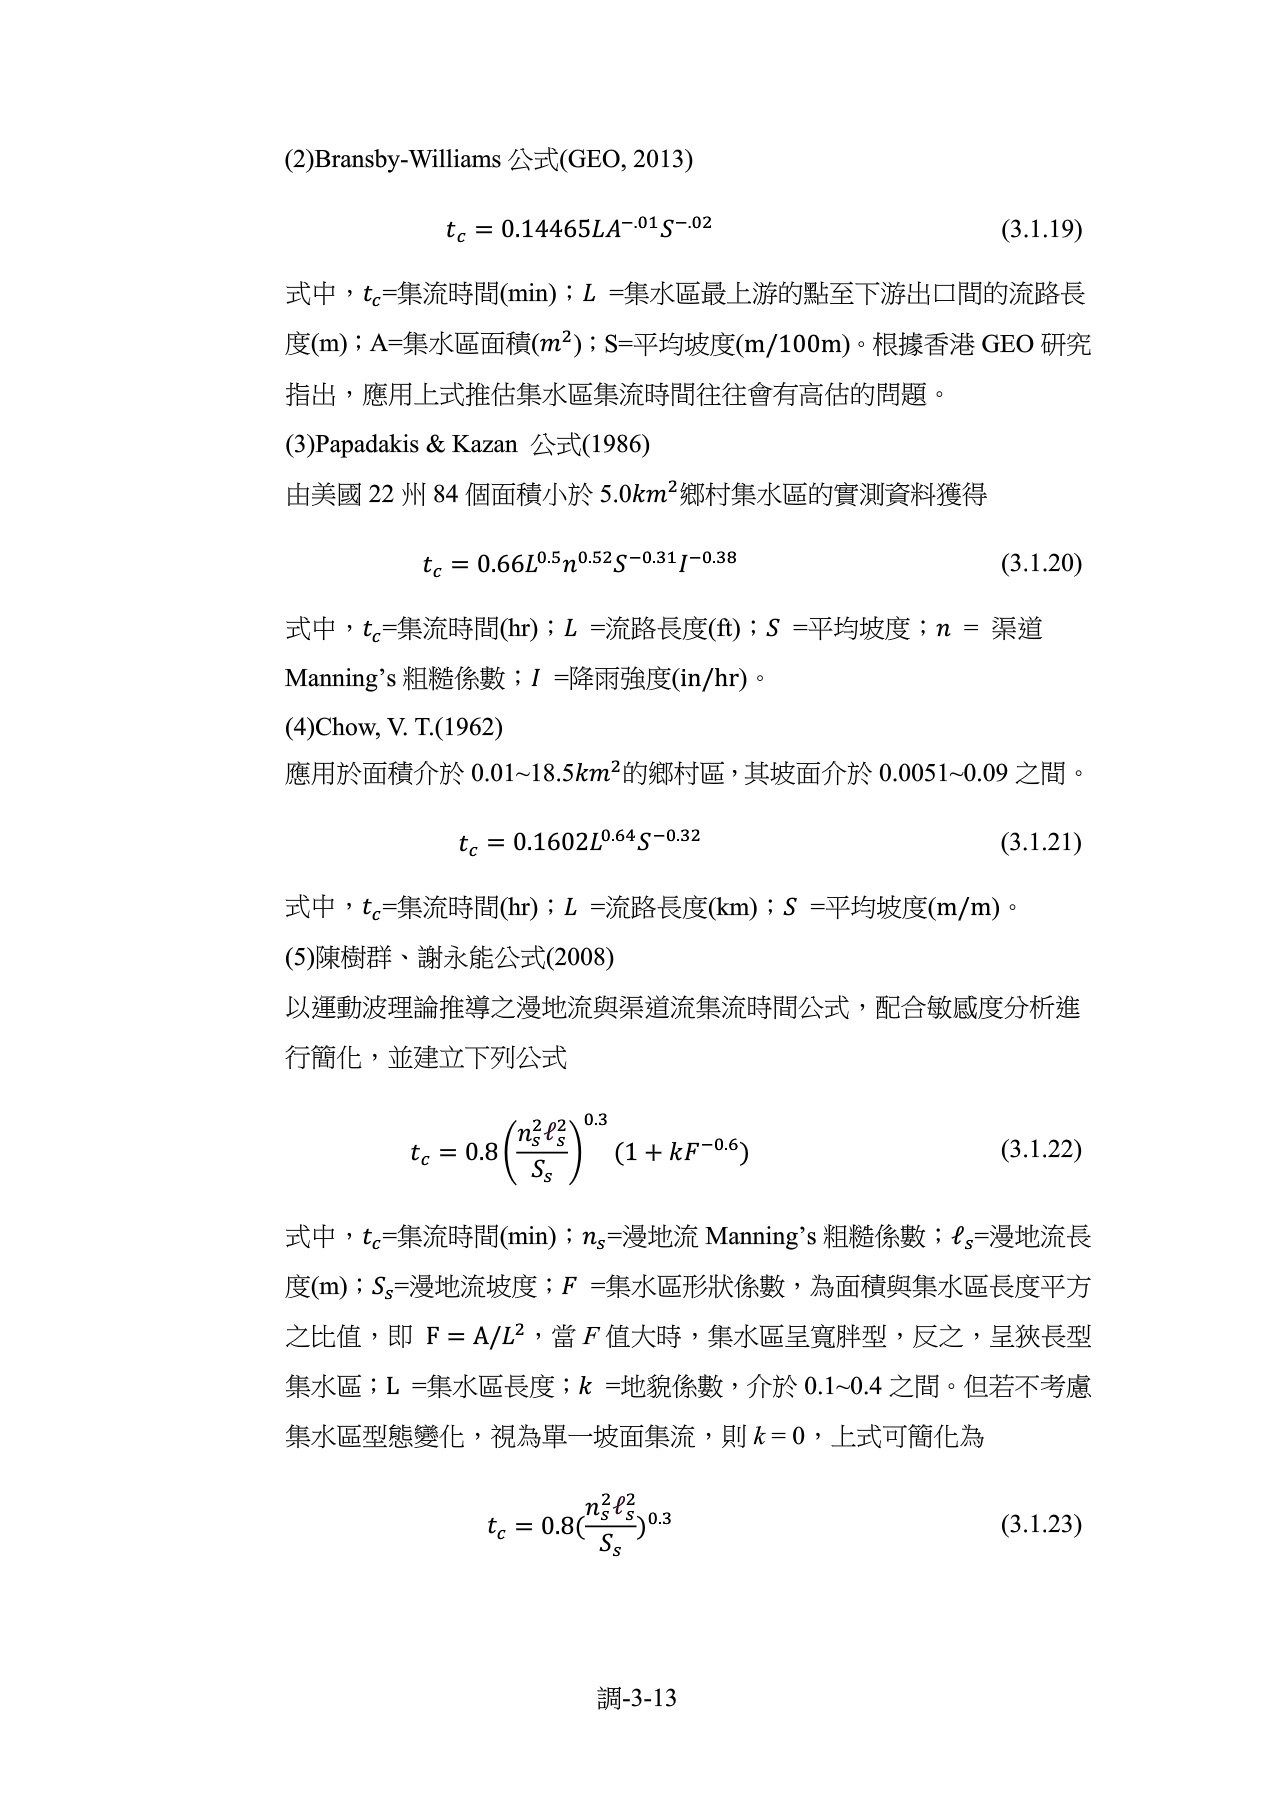 (2)Bransby-Williams 公式(GEO, 2013)
t_c = 0.14465LA^{-.01}S^{-.02} (3.1.19)
式中，t_c=集流時間(min)；L =集水區最上游的點至下游出口間的流路長
度(m)；A=集水區面積(m²)；S=平均坡度(m/100m)。根據香港 GEO 研究
指出，應用上式推估集水區集流時間往往會有高估的問題。
(3)Papadakis & Kazan 公式(1986)
由美國 22 州 84 個面積小於 5.0km²鄉村集水區的實測資料獲得
t_c = 0.66L^{0.5}n^{0.52}S^{-0.31}I^{-0.38} (3.1.20)
式中，t_c=集流時間(hr)；L =流路長度(ft)；S =平均坡度；n = 渠道
Manning’s 粗糙係數；I =降雨強度(in/hr)。
(4)Chow, V. T.(1962)
應用於面積介於 0.01~18.5km²的鄉村區，其坡面介於 0.0051~0.09 之間。
t_c = 0.1602L^{0.64}S^{-0.32} (3.1.21)
式中，t_c=集流時間(hr)；L =流路長度(km)；S =平均坡度(m/m)。
(5)陳樹群、謝永能公式(2008)
以運動波理論推導之漫地流與渠道流集流時間公式，配合敏感度分析進
行簡化，並建立下列公式
t_c = 0.8(n_s^2 ℓ_s^2 / S_s)^{0.3} (1 + kF^{-0.6}) (3.1.22)
式中，t_c=集流時間(min)；n_s=漫地流 Manning’s 粗糙係數；ℓ_s=漫地流長
度(m)；S_s=漫地流坡度；F =集水區形狀係數，為面積與集水區長度平方
之比值，即 F = A/L²，當 F 值大時，集水區呈寬胖型，反之，呈狹長型
集水區；L =集水區長度；k =地貌係數，介於 0.1~0.4 之間。但若不考慮
集水區型態變化，視為單一坡面集流，則 k = 0，上式可簡化為
t_c = 0.8(n_s^2 ℓ_s^2 / S_s)^{0.3} (3.1.23)
調-3-13